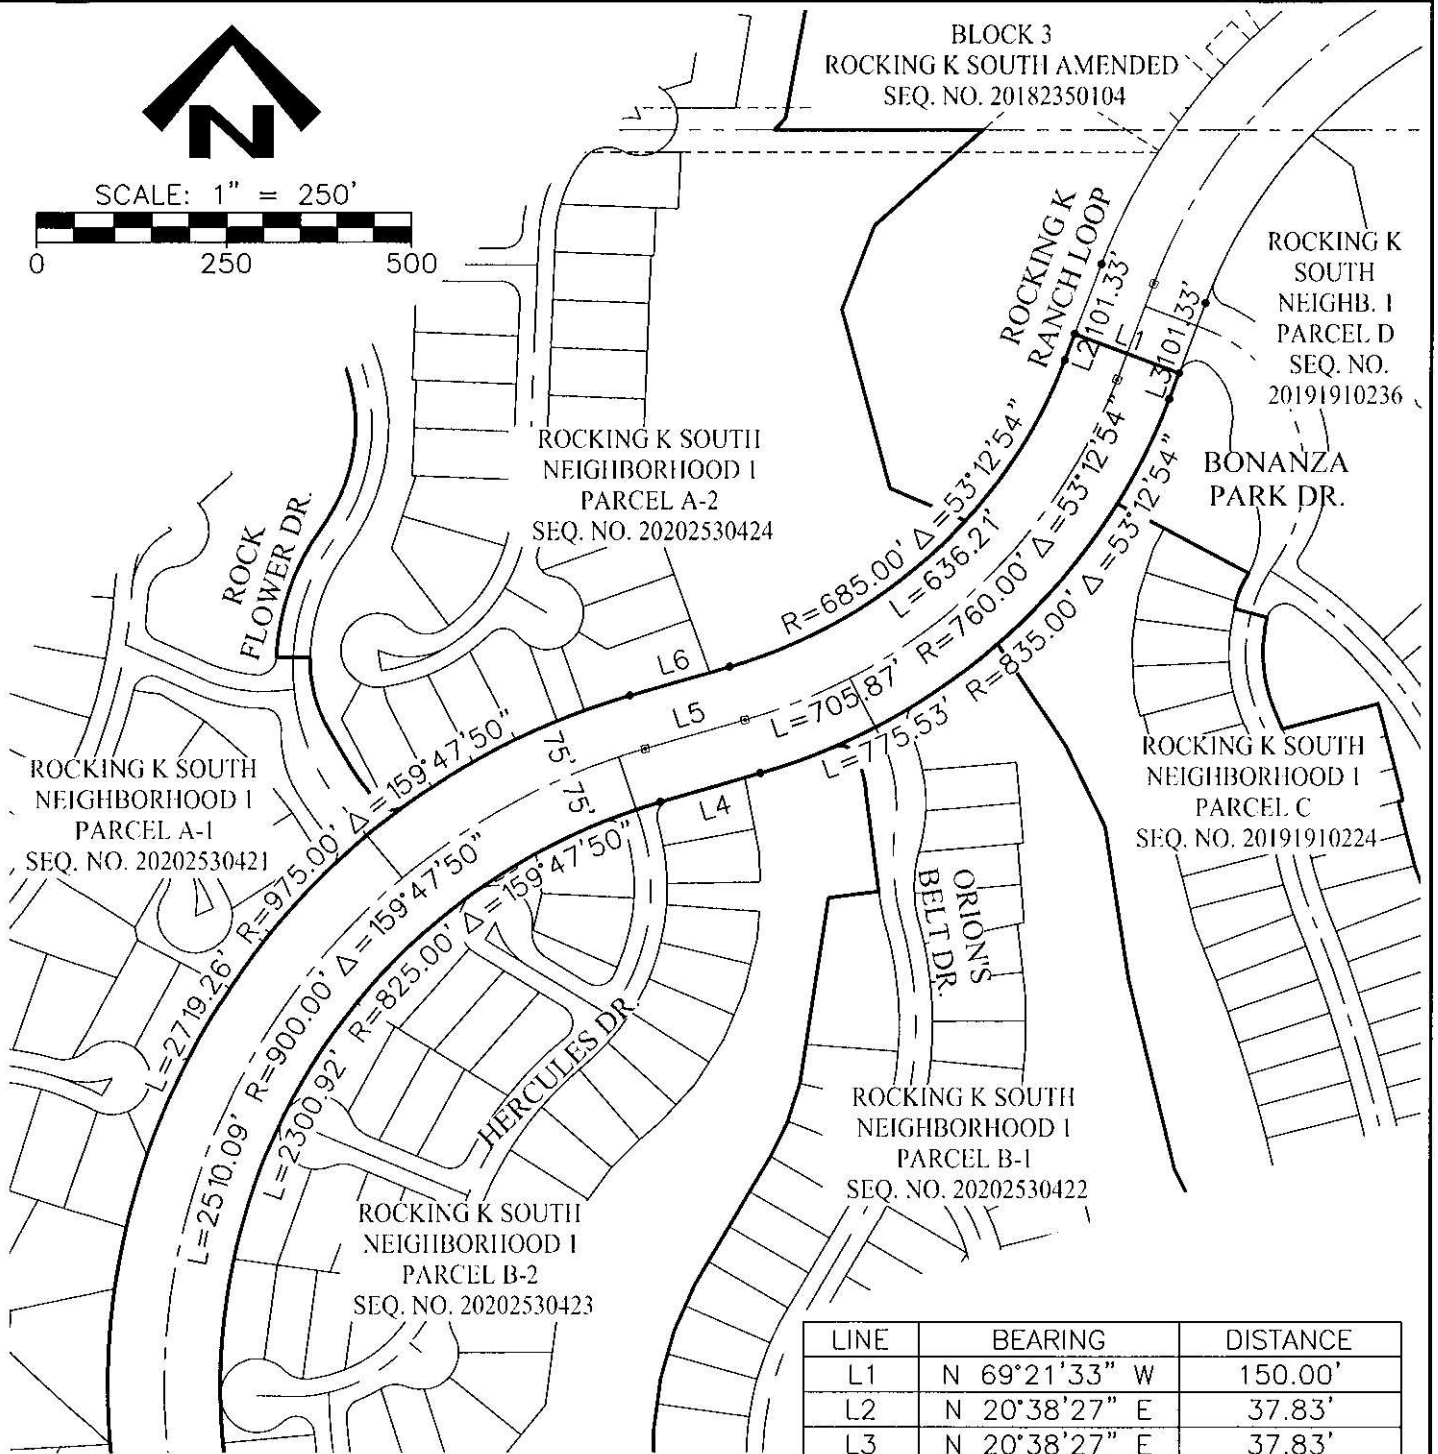 N
SCALE: 1" = 250'
0 250 500
BLOCK 3
ROCKING K SOUTH AMENDED
SEQ. NO. 20182350104
ROCKING K
RANCH LOOP
101.33'
L2
L1
101.33'
L3
ROCKING K
SOUTH
NEIGHB. 1
PARCEL D
SEQ. NO.
20191910236
BONANZA
PARK DR.
ROCKING K SOUTH
NEIGHBORHOOD 1
PARCEL A-2
SEQ. NO. 20202530424
ROCK
FLOWER DR.
R=685.00' Δ=53°12'54"
L=636.21'
R=760.00' Δ=53°12'54"
L=705.87'
R=835.00' Δ=53°12'54"
L=775.53'
L6
L5
L4
75'
75'
ROCKING K SOUTH
NEIGHBORHOOD 1
PARCEL A-1
SEQ. NO. 20202530421
ROCKING K SOUTH
NEIGHBORHOOD 1
PARCEL C
SEQ. NO. 20191910224
R=975.00' Δ=159°47'50"
L=2719.26'
R=900.00' Δ=159°47'50"
L=2510.09'
R=825.00' Δ=159°47'50"
L=2300.92'
ORION'S
BELT DR.
HERCULES DR.
ROCKING K SOUTH
NEIGHBORHOOD 1
PARCEL B-1
SEQ. NO. 20202530422
ROCKING K SOUTH
NEIGHBORHOOD 1
PARCEL B-2
SEQ. NO. 20202530423
LINE BEARING DISTANCE
L1 N 69°21'33" W 150.00'
L2 N 20°38'27" E 37.83'
L3 N 20°38'27" E 37.83'